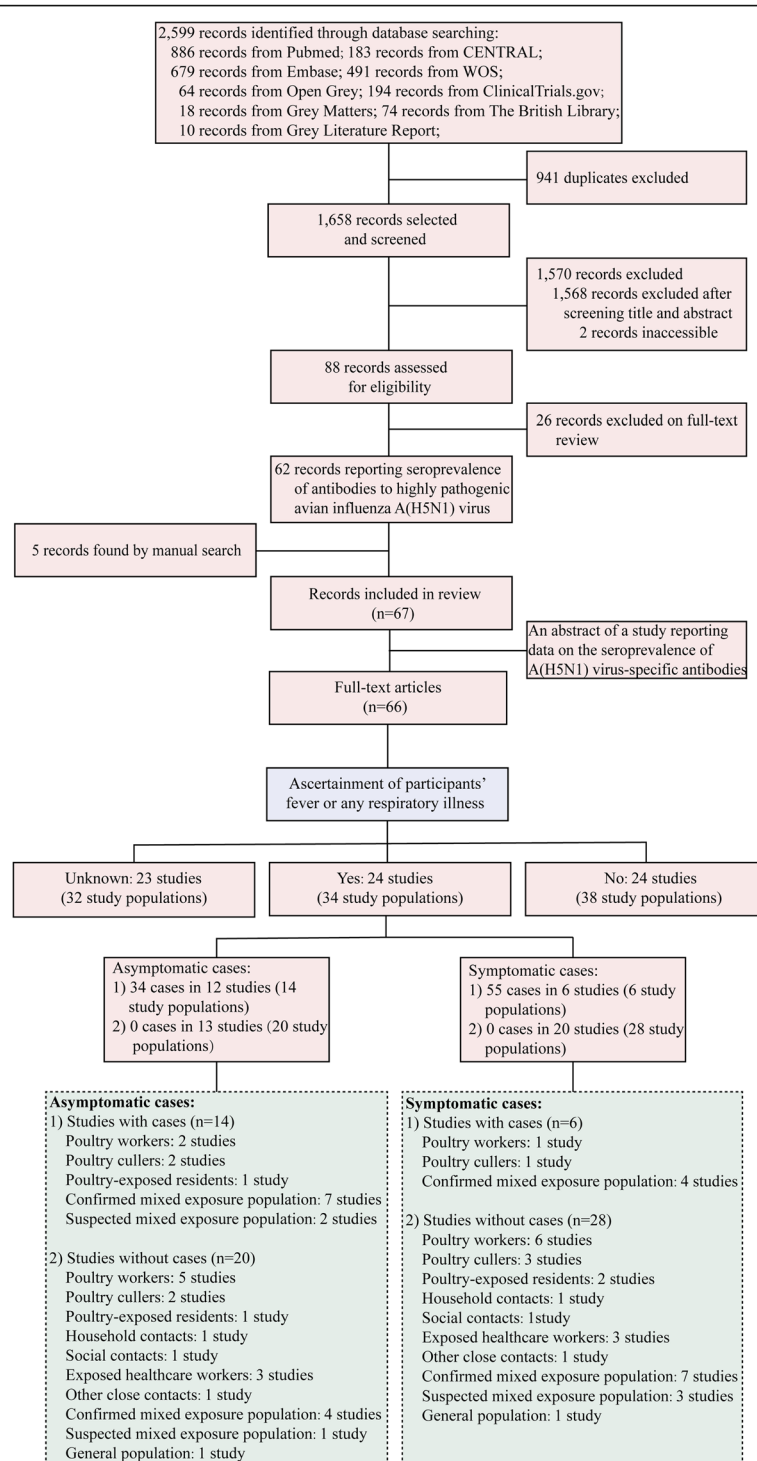 2,599 records identified through database searching:
886 records from Pubmed; 183 records from CENTRAL;
679 records from Embase; 491 records from WOS;
64 records from Open Grey; 194 records from ClinicalTrials.gov;
18 records from Grey Matters; 74 records from The British Library;
10 records from Grey Literature Report;
941 duplicates excluded
1,658 records selected
and screened
1,570 records excluded
1,568 records excluded after
screening title and abstract
2 records inaccessible
88 records assessed
for eligibility
26 records excluded on full-text
review
62 records reporting seroprevalence
of antibodies to highly pathogenic
avian influenza A(H5N1) virus
5 records found by manual search
Records included in review
(n=67)
An abstract of a study reporting
data on the seroprevalence of
A(H5N1) virus-specific antibodies
Full-text articles
(n=66)
Ascertainment of participants'
fever or any respiratory illness
Unknown: 23 studies
(32 study populations)
Yes: 24 studies
(34 study populations)
No: 24 studies
(38 study populations)
Asymptomatic cases:
1) 34 cases in 12 studies (14
study populations)
2) 0 cases in 13 studies (20 study
populations)
Symptomatic cases:
1) 55 cases in 6 studies (6 study
populations)
2) 0 cases in 20 studies (28 study
populations)
Asymptomatic cases:
1) Studies with cases (n=14)
Poultry workers: 2 studies
Poultry cullers: 2 studies
Poultry-exposed residents: 1 study
Confirmed mixed exposure population: 7 studies
Suspected mixed exposure population: 2 studies
2) Studies without cases (n=20)
Poultry workers: 5 studies
Poultry cullers: 2 studies
Poultry-exposed residents: 1 study
Household contacts: 1 study
Social contacts: 1 study
Exposed healthcare workers: 3 studies
Other close contacts: 1 study
Confirmed mixed exposure population: 4 studies
Suspected mixed exposure population: 1 study
General population: 1 study
Symptomatic cases:
1) Studies with cases (n=6)
Poultry workers: 1 study
Poultry cullers: 1 study
Confirmed mixed exposure population: 4 studies
2) Studies without cases (n=28)
Poultry workers: 6 studies
Poultry cullers: 3 studies
Poultry-exposed residents: 2 studies
Household contacts: 1 study
Social contacts: 1study
Exposed healthcare workers: 3 studies
Other close contacts: 1 study
Confirmed mixed exposure population: 7 studies
Suspected mixed exposure population: 3 studies
General population: 1 study